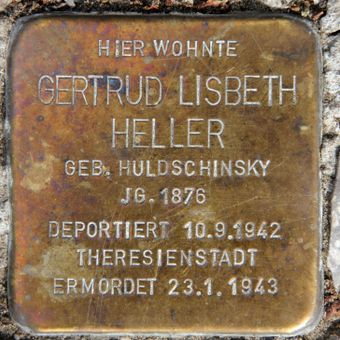 HIER WOHNTE
GERTRUD LISBETH
HELLER
GEB. HULDSCHINSKY
JG. 1876
DEPORTIERT 10.9.1942
THERESIENSTADT
ERMORDET 23.1.1943